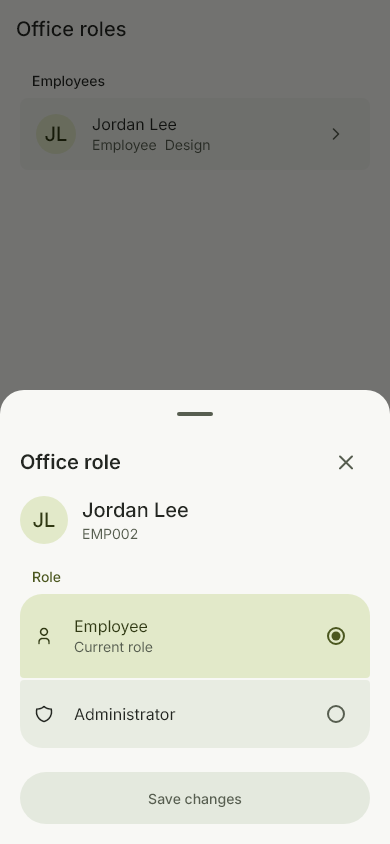 Office roles
Employees
JL
Jordan Lee
Employee Design
Office role
JL
Jordan Lee
EMP002
Role
Employee
Current role
Administrator
Save changes